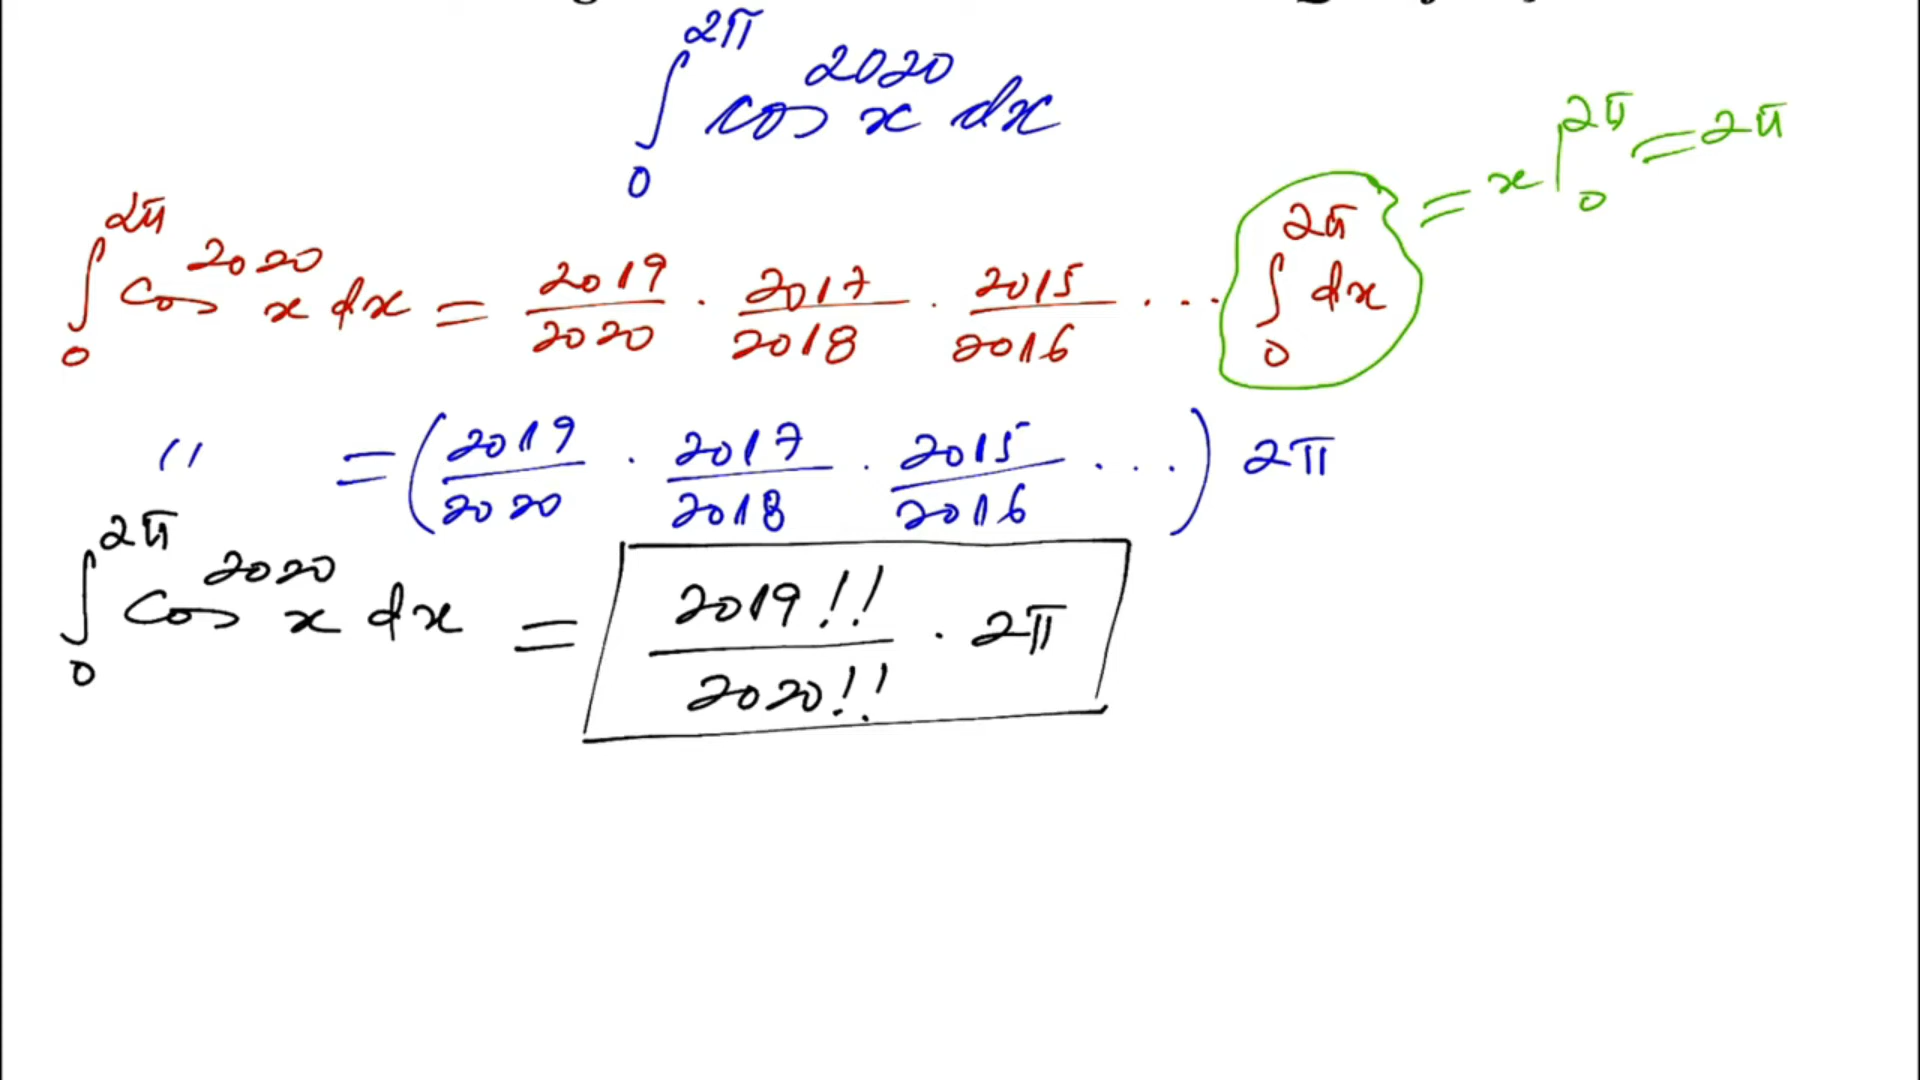 ∫₀^{2π} cos^{2020} x dx
∫₀^{2π} cos^{2020} x dx = 2019/2020 · 2017/2018 · 2015/2016 ··· ∫₀^{2π} dx = x|₀^{2π} = 2π
" = (2019/2020 · 2017/2018 · 2015/2016 ···) 2π
∫₀^{2π} cos^{2020} x dx = 2019!!/2020!! · 2π